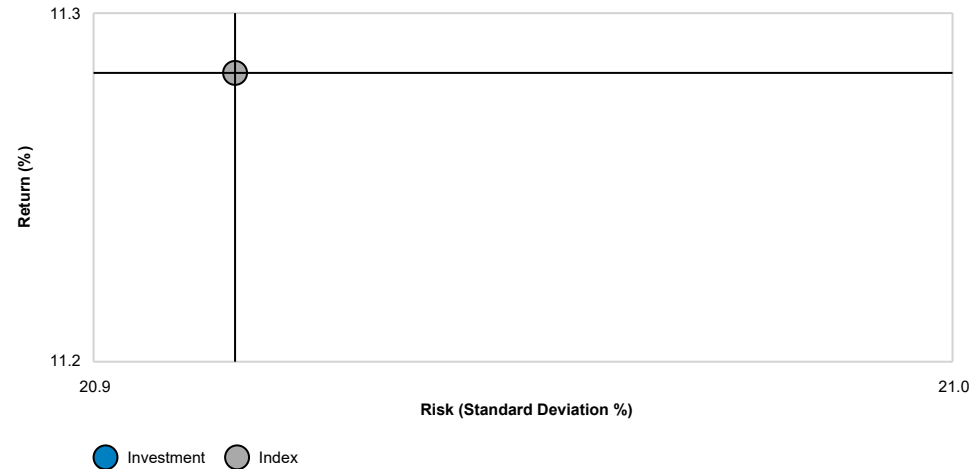 11.3
Return (%)
11.2
20.9
21.0
Risk (Standard Deviation %)
Investment
Index